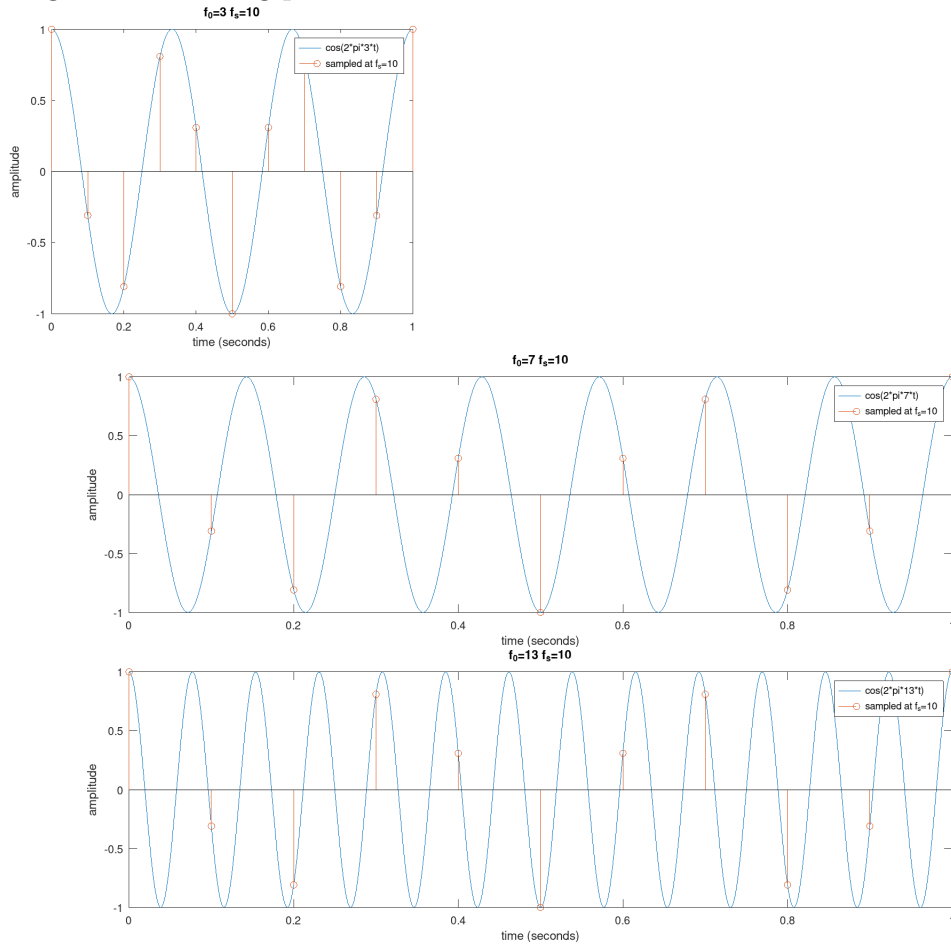 f₀=3 fₛ=10
cos(2*pi*3*t)
sampled at fₛ=10
1
0.5
0
-0.5
-1
amplitude
0 0.2 0.4 0.6 0.8 1
time (seconds)
f₀=7 fₛ=10
cos(2*pi*7*t)
sampled at fₛ=10
1
0.5
0
-0.5
-1
amplitude
0 0.2 0.4 0.6 0.8
time (seconds)
f₀=13 fₛ=10
cos(2*pi*13*t)
sampled at fₛ=10
1
0.5
0
-0.5
-1
amplitude
0 0.2 0.4 0.6 0.8
time (seconds)